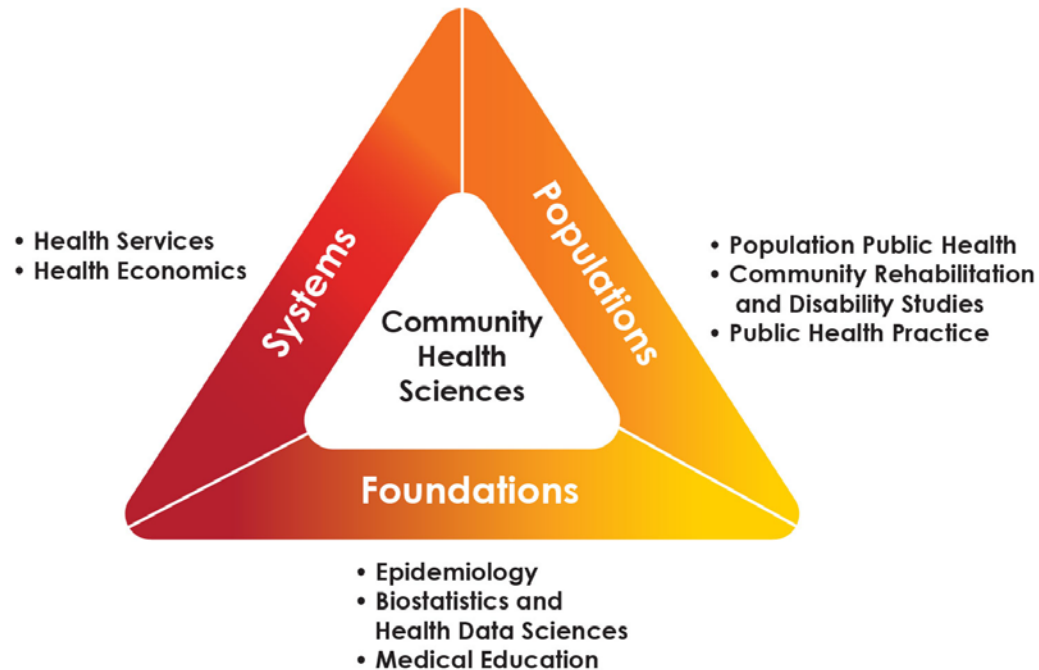 • Health Services
• Health Economics
Systems
Populations
Community
Health
Sciences
• Population Public Health
• Community Rehabilitation
and Disability Studies
• Public Health Practice
Foundations
• Epidemiology
• Biostatistics and
Health Data Sciences
• Medical Education